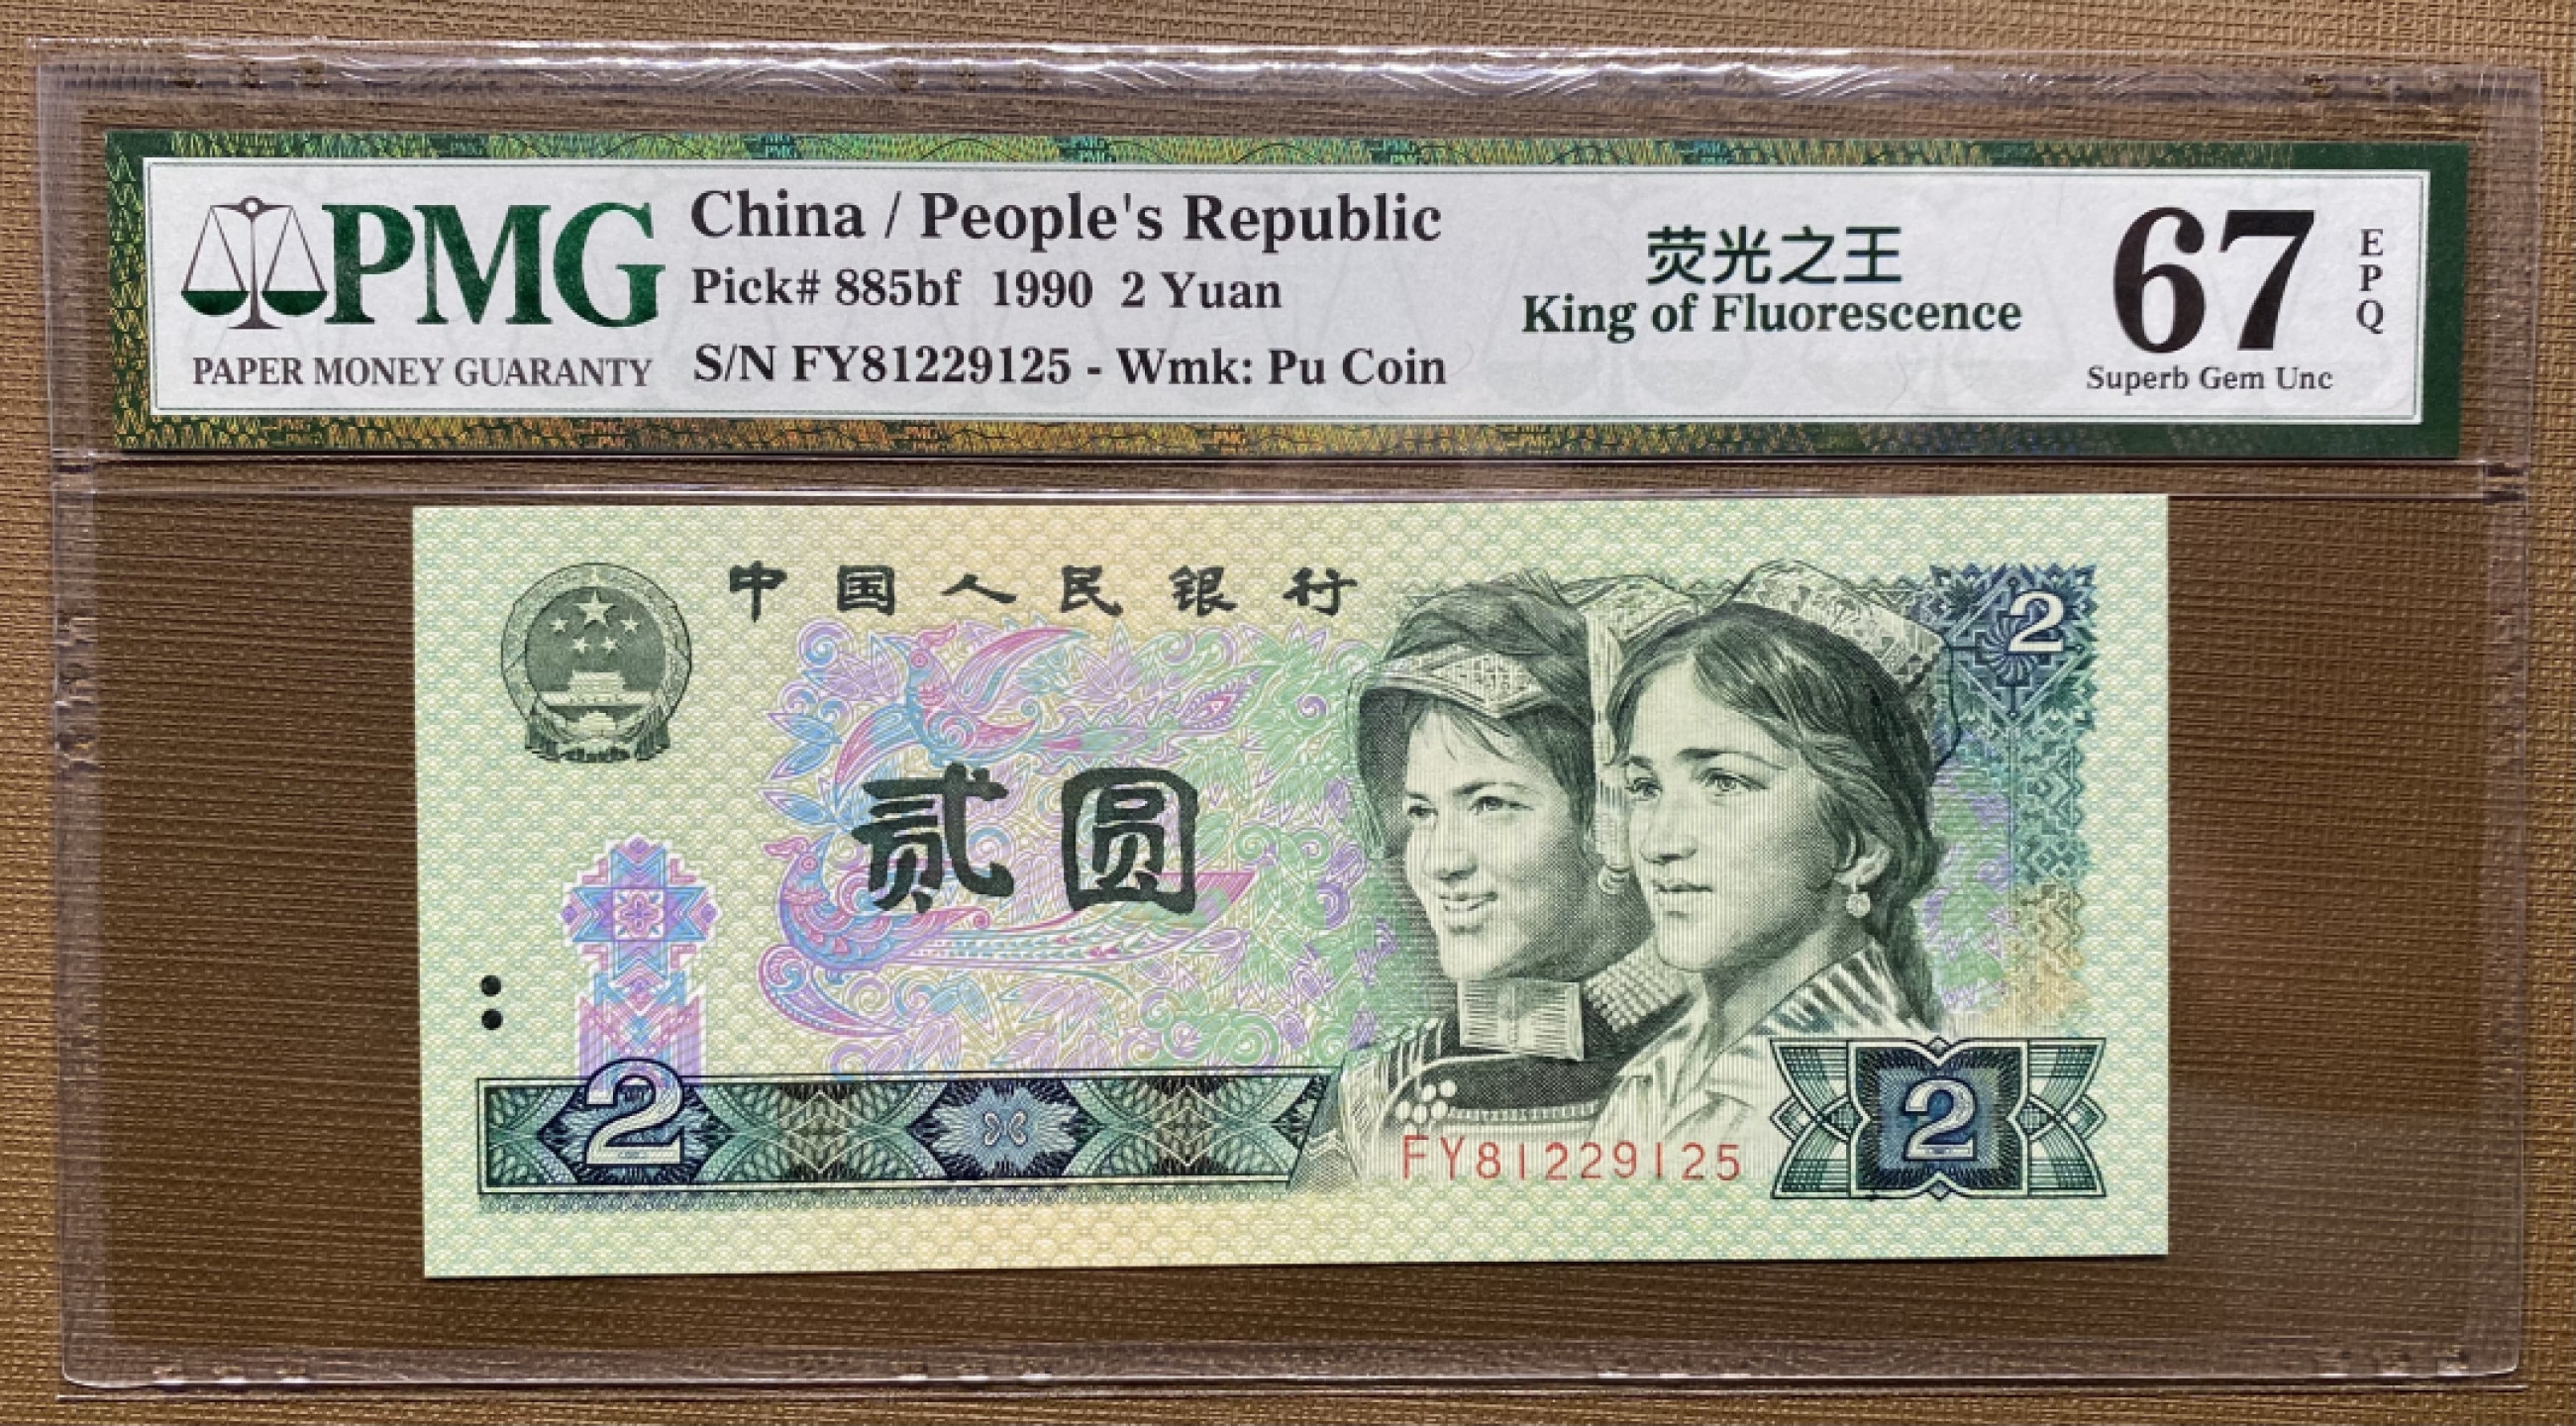 PMG
PAPER MONEY GUARANTY
China / People's Republic
Pick# 885bf 1990 2 Yuan
S/N FY81229125 - Wmk: Pu Coin
荧光之王
King of Fluorescence
67
EPQ
Superb Gem Unc
中国人民银行
2
贰圆
2
FY81229125
2